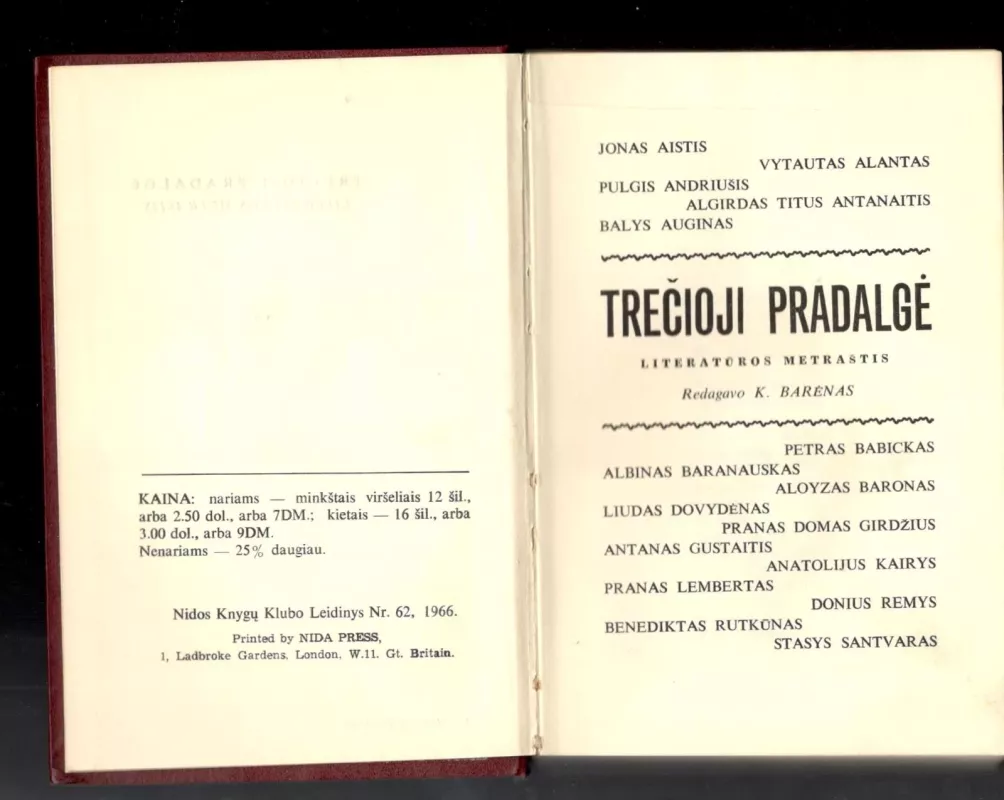 KAINA: nariams — minkštais viršeliais 12 šil.,
arba 2.50 dol., arba 7DM.; kietais — 16 šil., arba
3.00 dol., arba 9DM.
Nenariams — 25% daugiau.
Nidos Knygų Klubo Leidinys Nr. 62, 1966.
Printed by NIDA PRESS,
1, Ladbroke Gardens. London. W.11. Gt. Britain.
JONAS AISTIS
VYTAUTAS ALANTAS
PULGIS ANDRIUŠIS
ALGIRDAS TITUS ANTANAITIS
BALYS AUGINAS
TREČIOJI PRADALGĖ
LITERATŪROS METRAŠTIS
Redagavo K. BARĖNAS
PETRAS BABICKAS
ALBINAS BARANAUSKAS
ALOYZAS BARONAS
LIUDAS DOVYDĖNAS
PRANAS DOMAS GIRDŽIUS
ANTANAS GUSTAITIS
ANATOLIJUS KAIRYS
PRANAS LEMBERTAS
DONIUS REMYS
BENEDIKTAS RUTKŪNAS
STASYS SANTVARAS